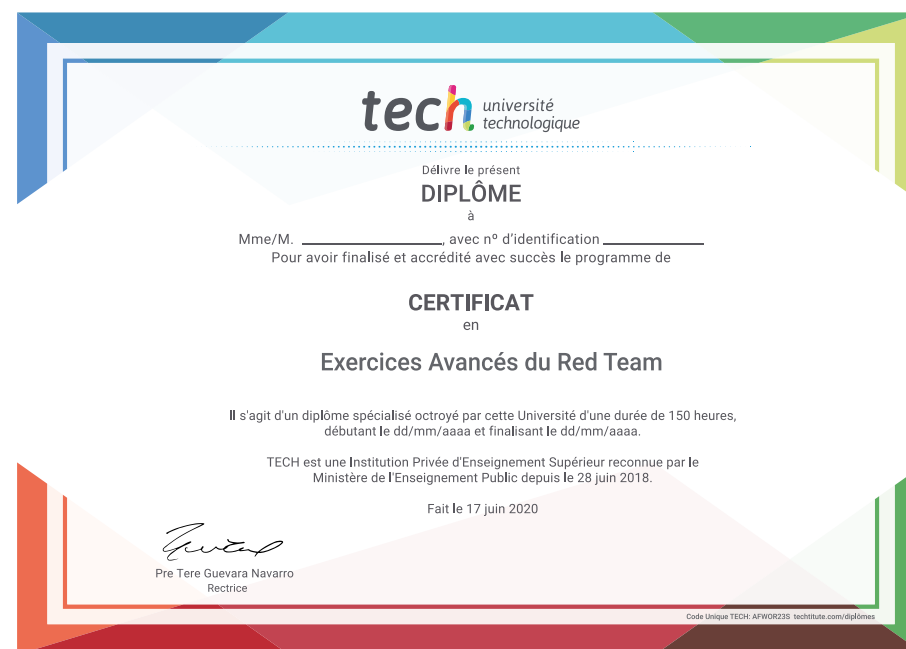 tech université
technologique
Délivre le présent
DIPLÔME
à
Mme/M. ____________________, avec nº d'identification ______________
Pour avoir finalisé et accrédité avec succès le programme de
CERTIFICAT
en
Exercices Avancés du Red Team
Il s'agit d'un diplôme spécialisé octroyé par cette Université d'une durée de 150 heures,
débutant le dd/mm/aaaa et finalisant le dd/mm/aaaa.
TECH est une Institution Privée d'Enseignement Supérieur reconnue par le
Ministère de l'Enseignement Public depuis le 28 juin 2018.
Fait le 17 juin 2020
Pre Tere Guevara Navarro
Rectrice
Code Unique TECH: AFWOR23S techtitute.com/diplômes